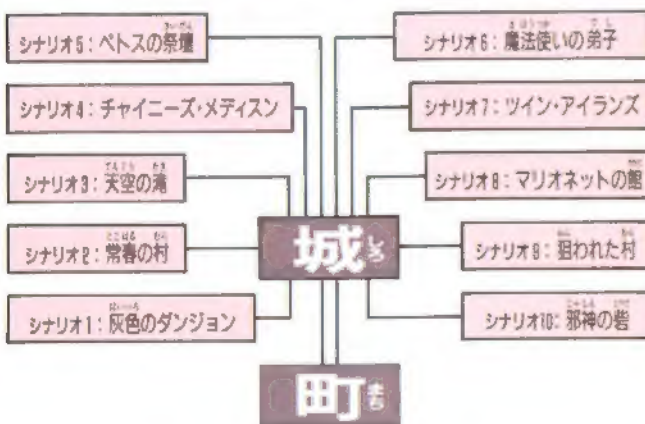 シナリオ5：ペトスの祭壇
シナリオ6：魔法使いの弟子
シナリオ4：チャイニーズ・メディスン
シナリオ7：ツイン・アイランズ
シナリオ3：天空の滝
シナリオ8：マリオネットの館
シナリオ2：常春の村
城 しろ
シナリオ9：狙われた村
シナリオ1：灰色のダンジョン
シナリオ10：邪神の砦
町 まち